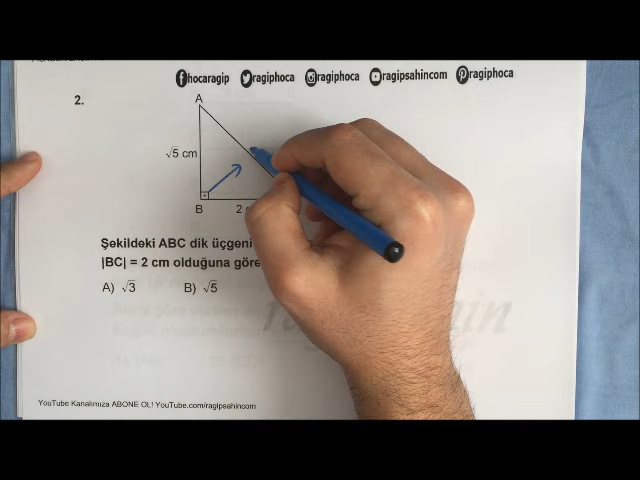 hocaragip ragiphoca ragiphoca ragipsahincom ragiphoca
2.
A
√5 cm
B 2
Şekildeki ABC dik üçgeni
|BC| = 2 cm olduğuna göre
A) √3 B) √5
YouTube Kanalımıza ABONE OL! YouTube.com/ragipsahincom